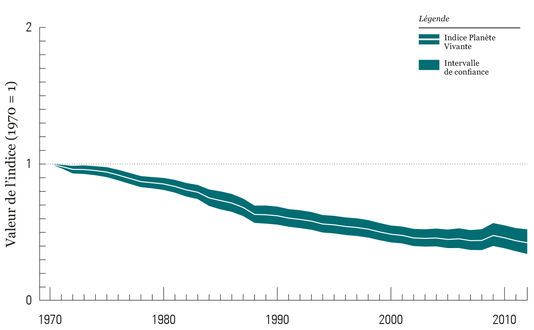 Légende
Indice Planète
Vivante
Intervalle
de confiance
Valeur de l'indice (1970 = 1)
2
1
0
1970 1980 1990 2000 2010